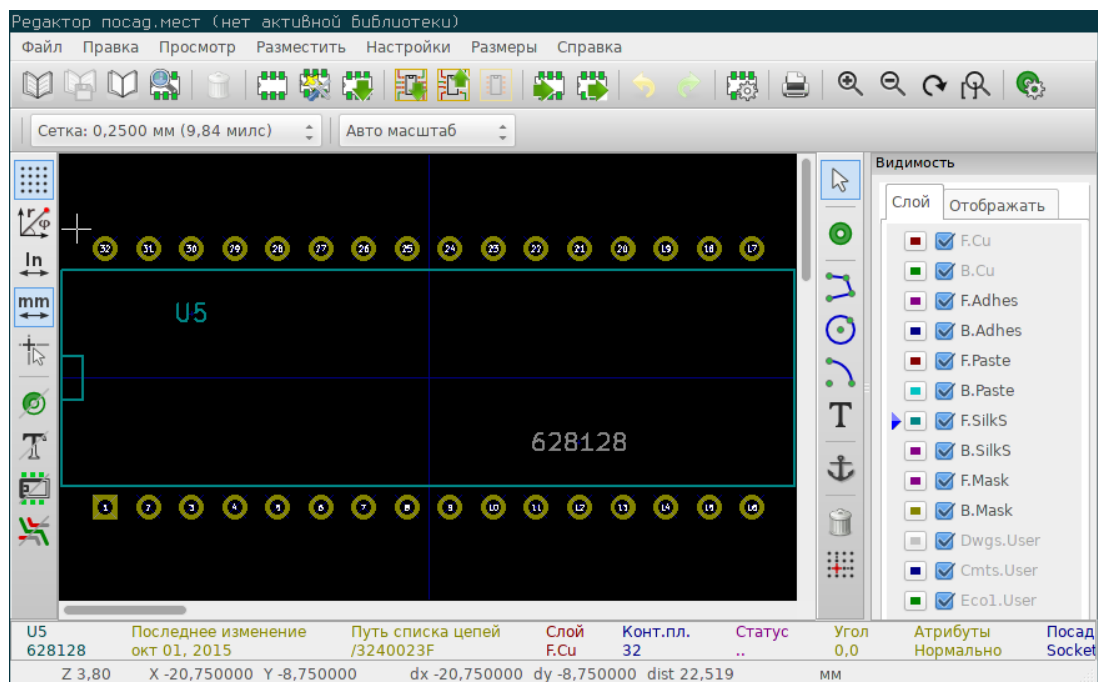 Редактор посад.мест (нет активной библиотеки)
Файл Правка Просмотр Разместить Настройки Размеры Справка
Сетка: 0,2500 мм (9,84 милс) Авто масштаб
Видимость
Слой Отображать
In
mm
T
F.Cu
B.Cu
F.Adhes
B.Adhes
F.Paste
B.Paste
F.SilkS
B.SilkS
F.Mask
B.Mask
Dwgs.User
Cmts.User
Eco1.User
32 31 30 29 28 27 26 25 24 23 22 21 20 19 18 17
U5
628128
1 2 3 4 5 6 7 8 9 10 11 12 13 14 15 16
U5 Последнее изменение Путь списка цепей Слой Конт.пл. Статус Угол Атрибуты Посад
628128 окт 01, 2015 /3240023F F.Cu 32 .. 0,0 Нормально Socket
Z 3,80 X -20,750000 Y -8,750000 dx -20,750000 dy -8,750000 dist 22,519 мм